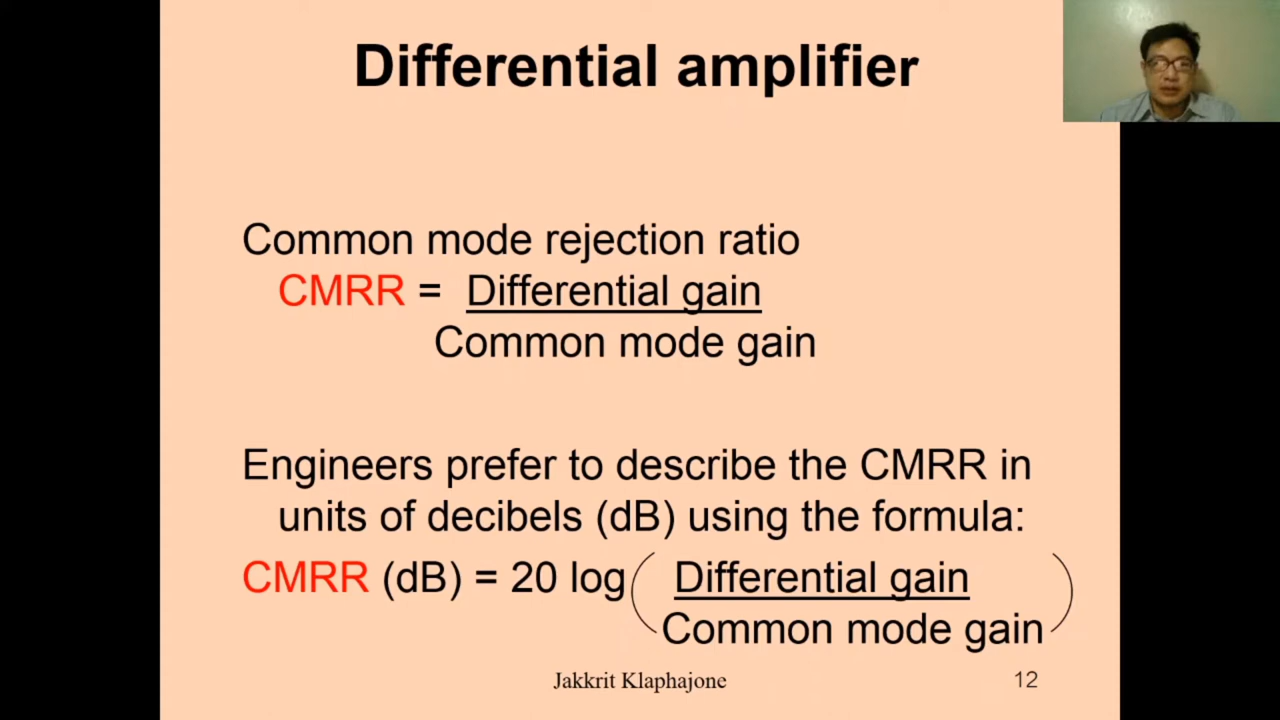 Differential amplifier
Common mode rejection ratio
CMRR = Differential gain
Common mode gain
Engineers prefer to describe the CMRR in
units of decibels (dB) using the formula:
CMRR (dB) = 20 log( Differential gain )
Common mode gain
Jakkrit Klaphajone
12